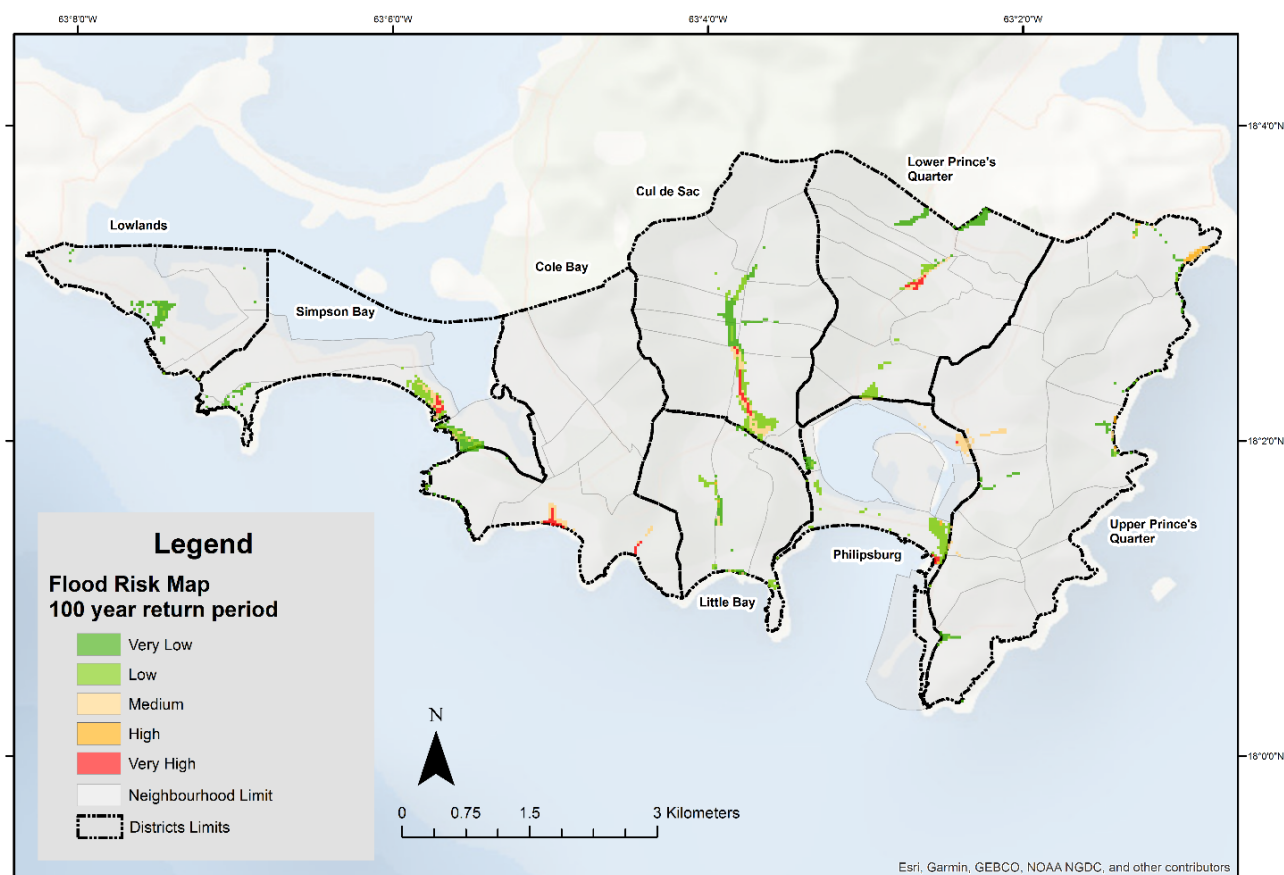 63°8'0"W 63°6'0"W 63°4'0"W 63°2'0"W
18°4'0"N
Lower Prince's
Quarter
Cul de Sac
Lowlands
Cole Bay
Simpson Bay
18°2'0"N
Upper Prince's
Quarter
Philipsburg
Little Bay
Legend
Flood Risk Map
100 year return period
Very Low
Low
Medium
High
Very High
Neighbourhood Limit
Districts Limits
N
0 0.75 1.5 3 Kilometers
18°0'0"N
Esri, Garmin, GEBCO, NOAA NGDC, and other contributors